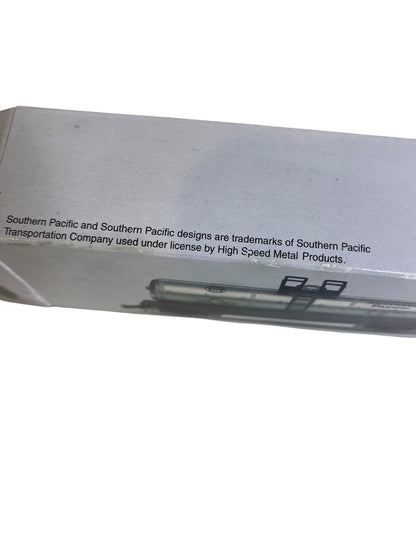 Southern Pacific and Southern Pacific designs are trademarks of Southern Pacific
Transportation Company used under license by High Speed Metal Products.